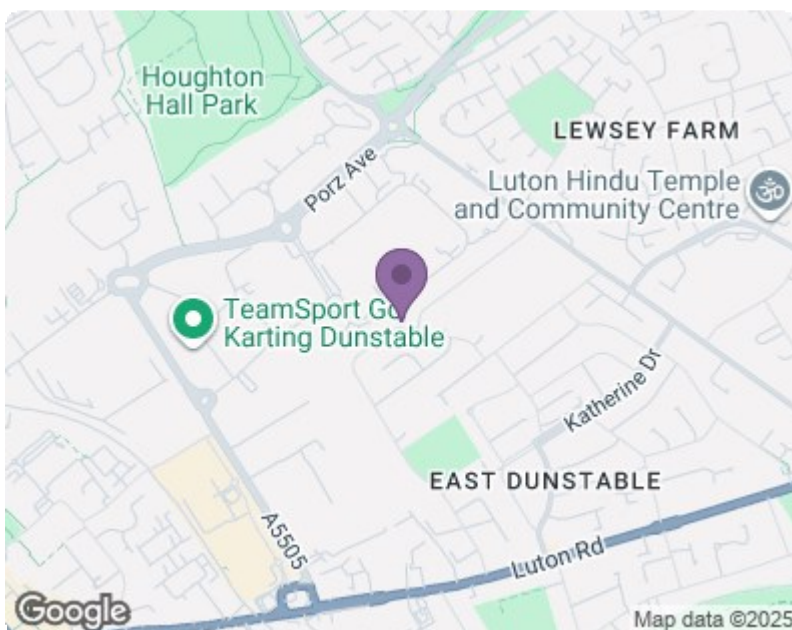 Houghton
Hall Park
LEWSEY FARM
Porz Ave
Luton Hindu Temple
and Community Centre
TeamSport Go
Karting Dunstable
Katherine Dr
EAST DUNSTABLE
A5505
Luton Rd
Google
Map data ©2025